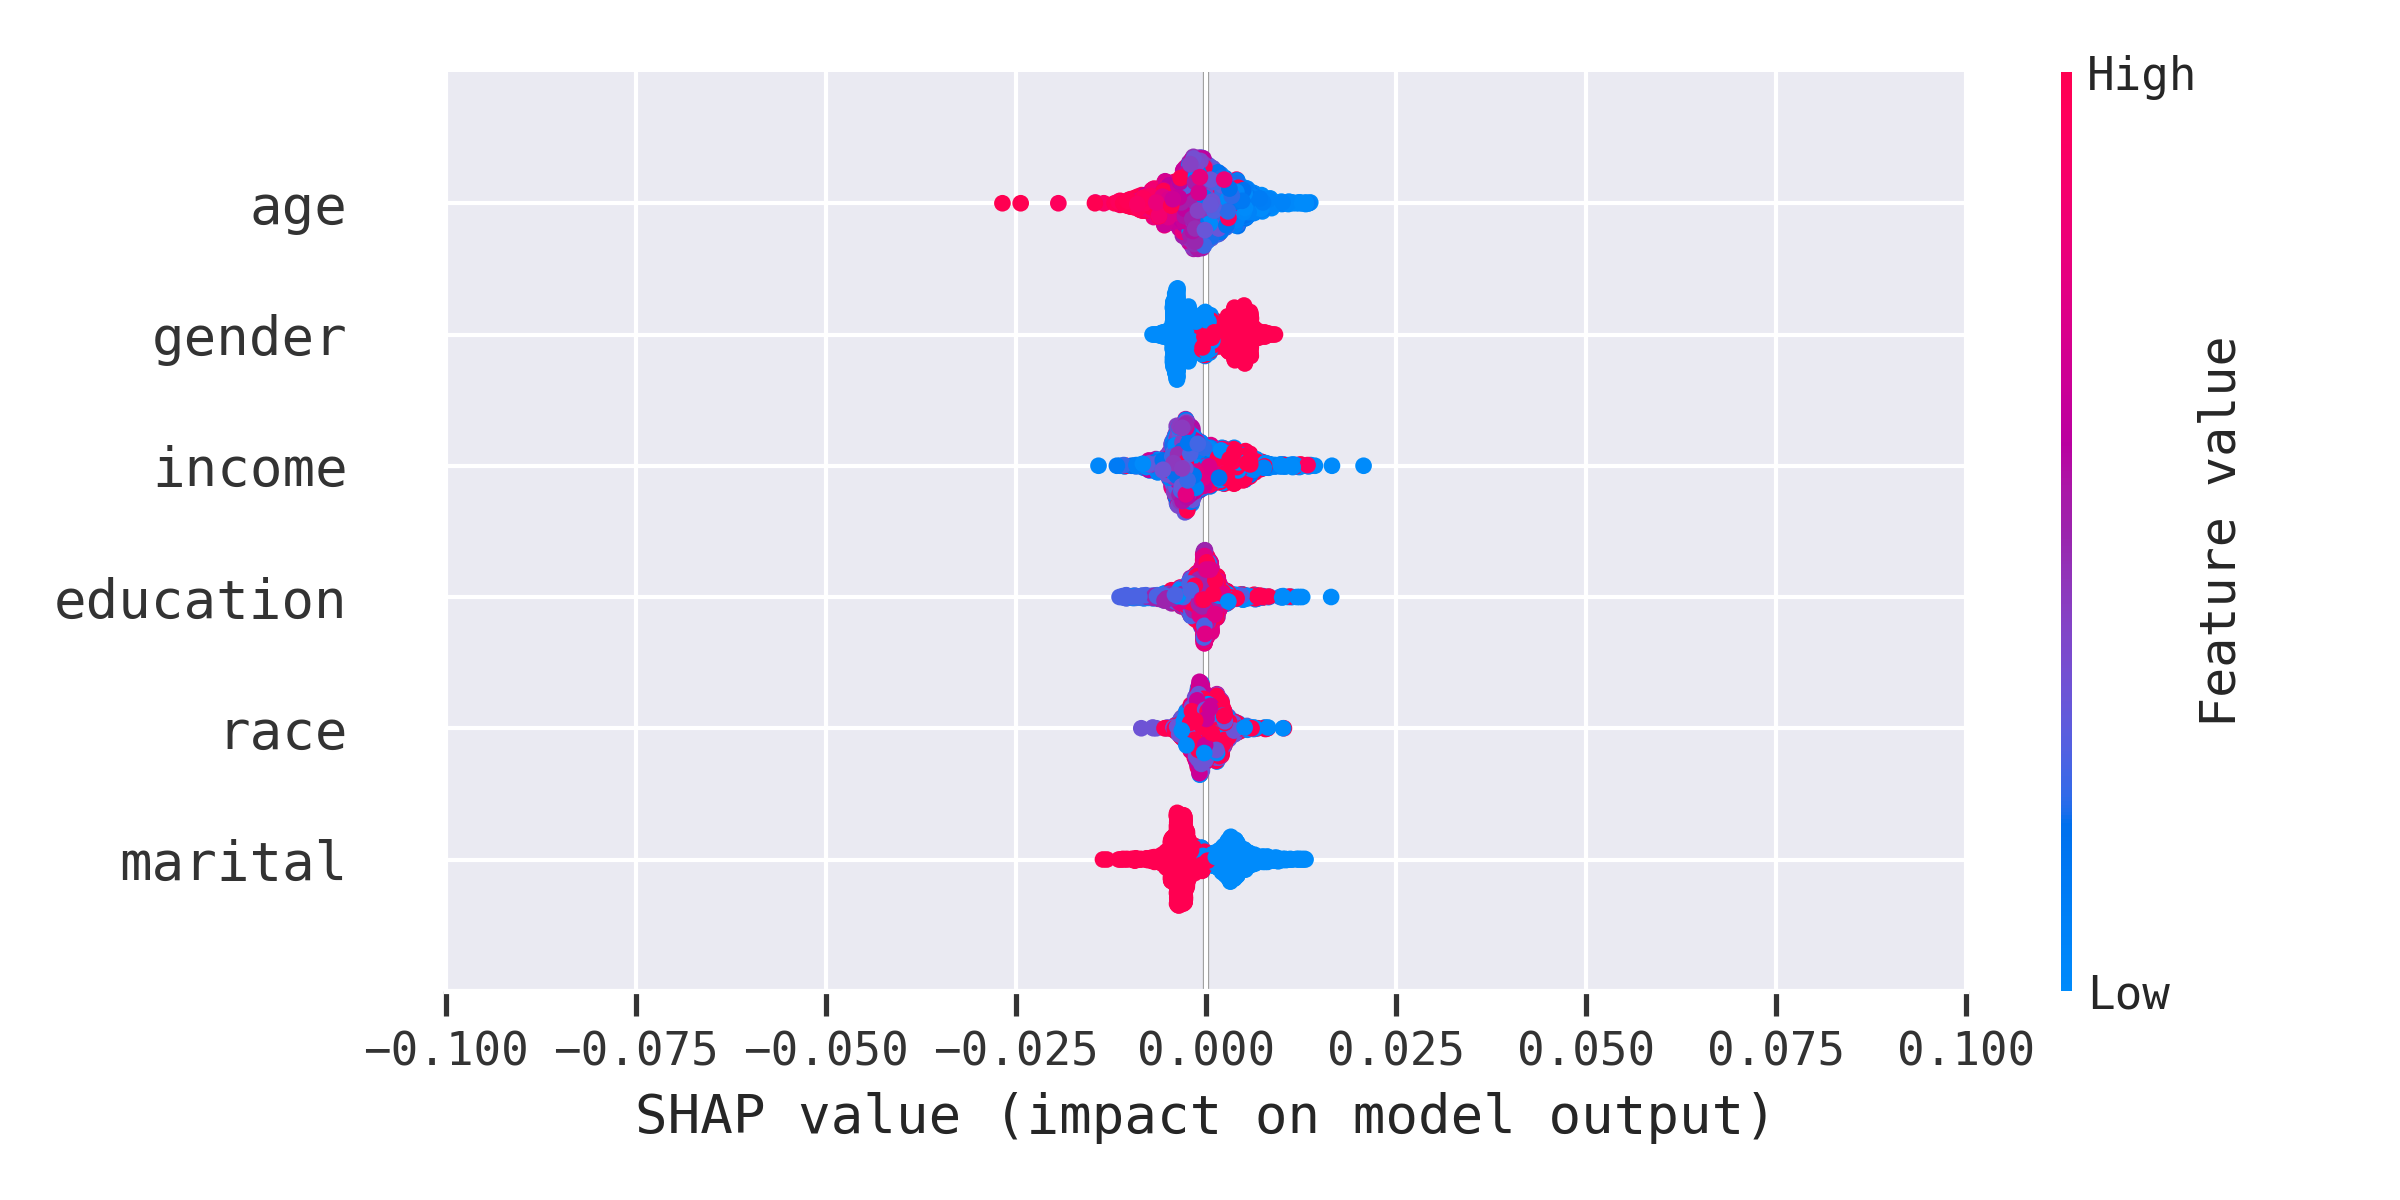 High
age
gender
income
education
race
marital
Low
Feature value
−0.100 −0.075 −0.050 −0.025 0.000 0.025 0.050 0.075 0.100
SHAP value (impact on model output)